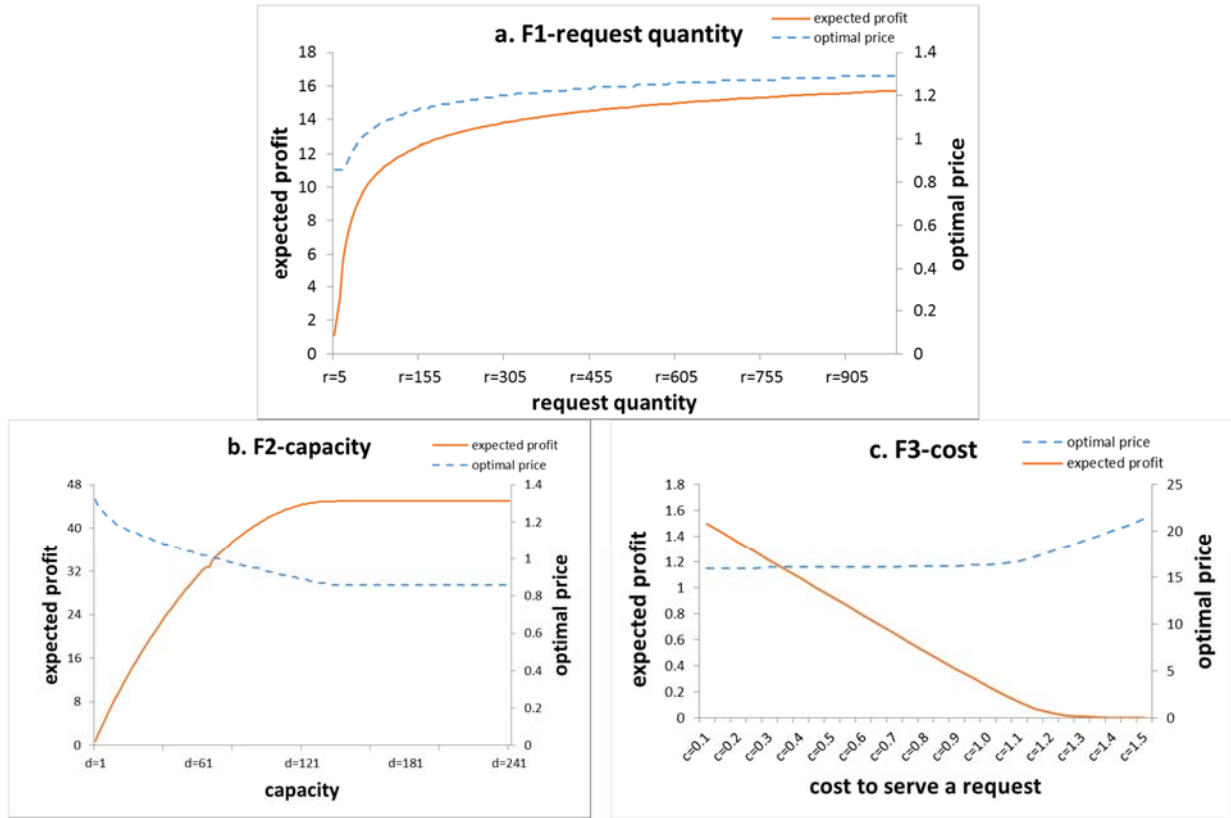 a. F1-request quantity
expected profit
optimal price
18
16
14
12
10
8
6
4
2
0
expected profit
1.4
1.2
1
0.8
0.6
0.4
0.2
0
optimal price
r=5 r=155 r=305 r=455 r=605 r=755 r=905
request quantity
b. F2-capacity
expected profit
optimal price
48
40
32
24
16
8
0
expected profit
1.4
1.2
1
0.8
0.6
0.4
0.2
0
optimal price
d=1 d=61 d=121 d=181 d=241
capacity
c. F3-cost
optimal price
expected profit
1.8
1.6
1.4
1.2
1
0.8
0.6
0.4
0.2
0
expected profit
25
20
15
10
5
0
optimal price
c=0.1 c=0.2 c=0.3 c=0.4 c=0.5 c=0.6 c=0.7 c=0.8 c=0.9 c=1.0 c=1.1 c=1.2 c=1.3 c=1.4 c=1.5
cost to serve a request